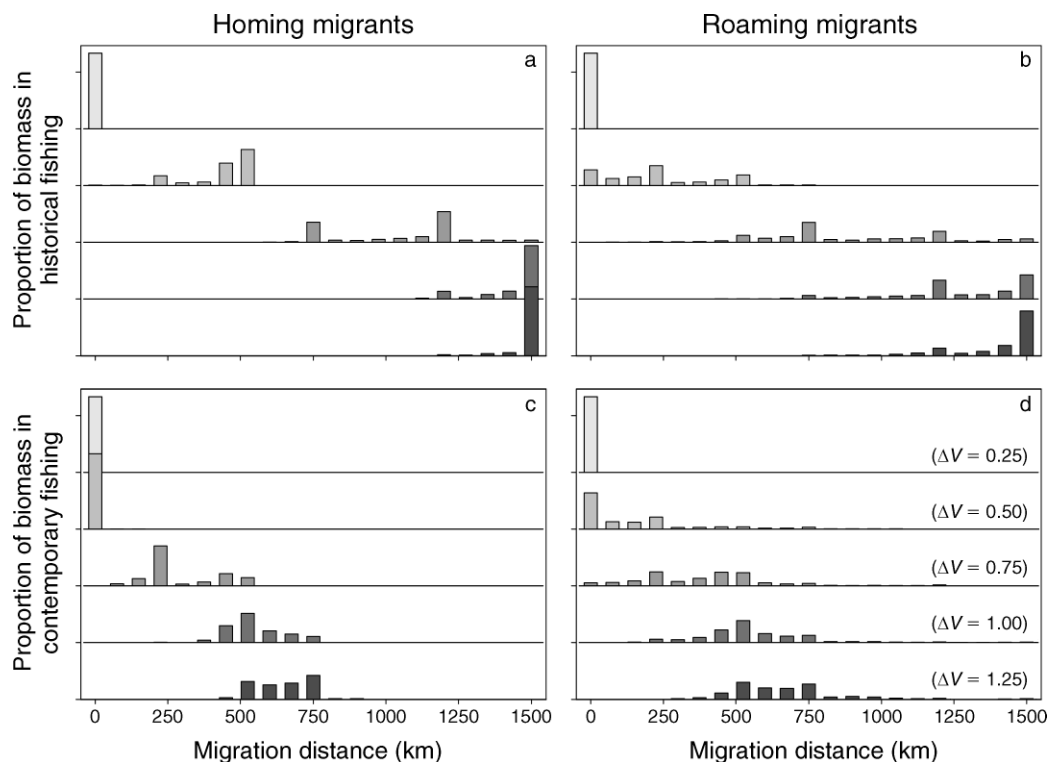 Homing migrants
Roaming migrants
Proportion of biomass in
historical fishing
a
b
Proportion of biomass in
contemporary fishing
c
d
(ΔV = 0.25)
(ΔV = 0.50)
(ΔV = 0.75)
(ΔV = 1.00)
(ΔV = 1.25)
0 250 500 750 1000 1250 1500
0 250 500 750 1000 1250 1500
Migration distance (km)
Migration distance (km)